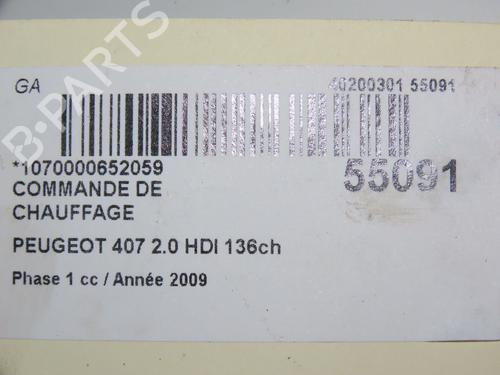 GA
40200301 55091
*1070000652059
55091
COMMANDE DE
CHAUFFAGE
PEUGEOT 407 2.0 HDI 136ch
Phase 1 cc / Année 2009
B-PARTS